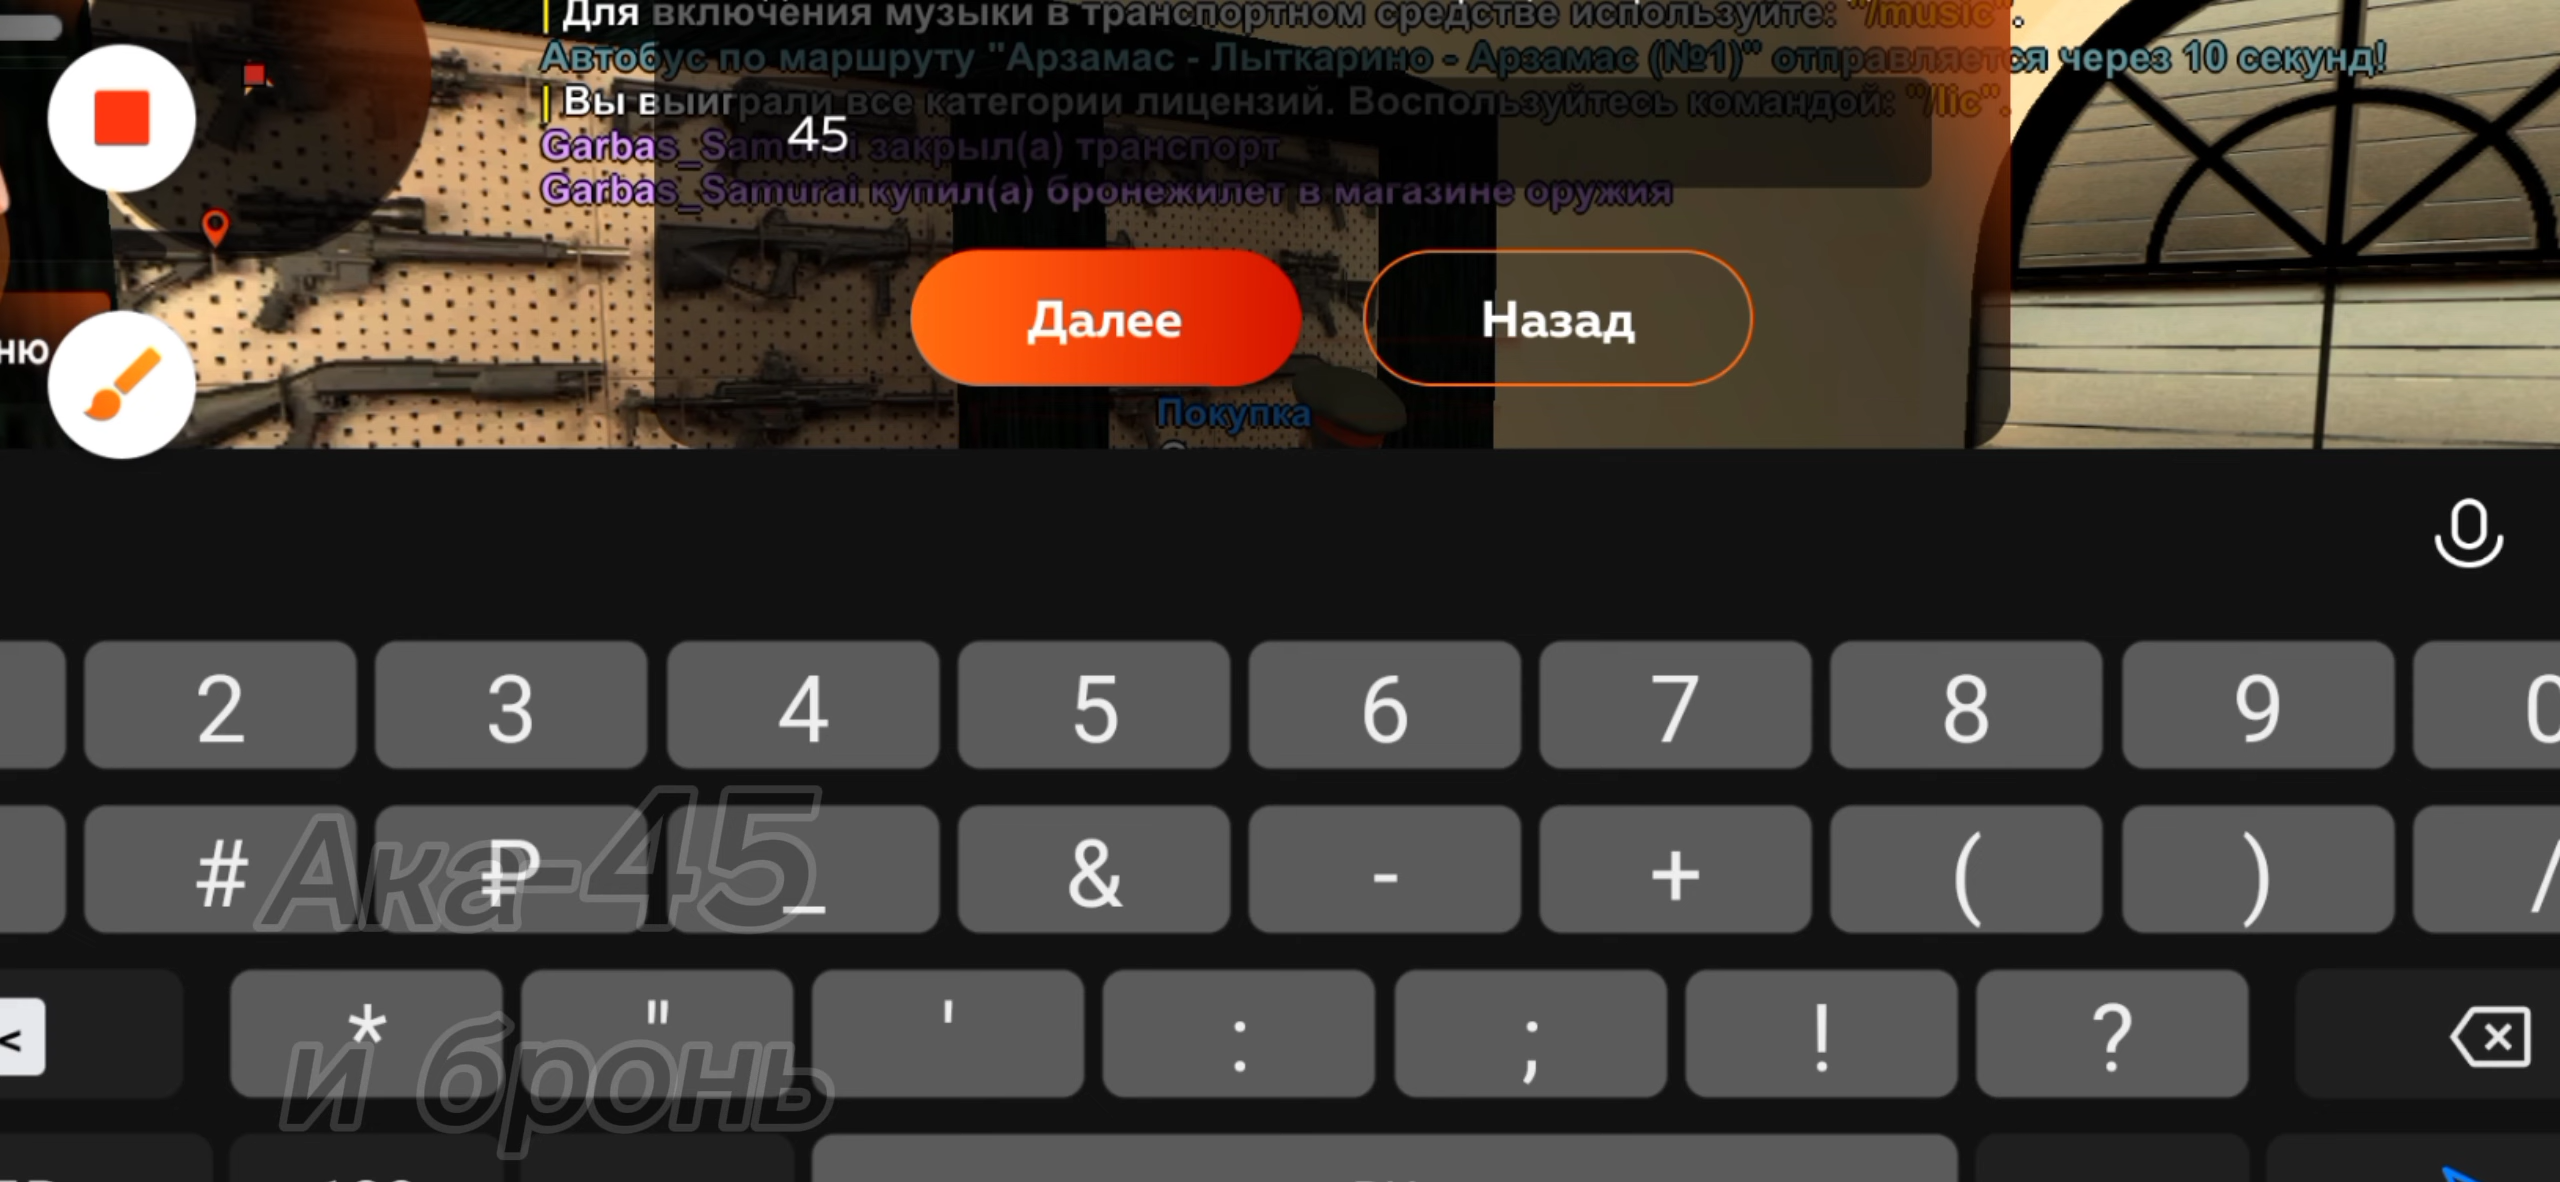 Для включения музыки в транспортном средстве используйте: "/music".
Автобус по маршруту "Арзамас - Лыткарино - Арзамас (№1)" отправляется через 10 секунд!
Вы выиграли все категории лицензий. Воспользуйтесь командой: "/lic".
45
Garbas_Samurai закрыл(а) транспорт
Garbas_Samurai купил(а) бронежилет в магазине оружия
Далее Назад
ню
Покупка
2 3 4 5 6 7 8 9 0
# ₽ _ & - + ( ) /
Ака-45
< * " ' : ; ! ?
и бронь